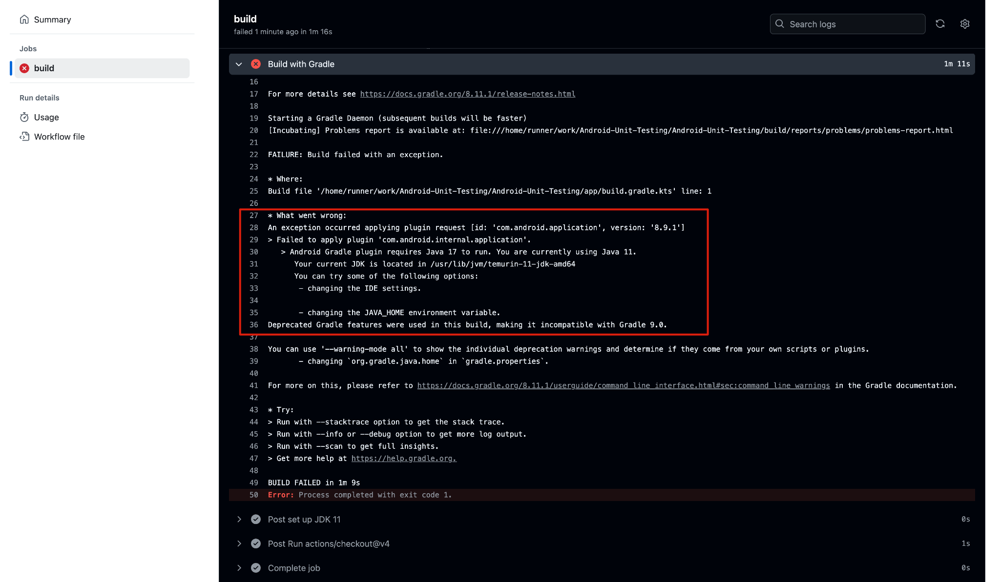 Summary
Jobs
build
Run details
Usage
Workflow file
build
failed 1 minute ago in 1m 16s
Search logs
Build with Gradle
1m 11s
16
17 For more details see https://docs.gradle.org/8.11.1/release-notes.html
18
19 Starting a Gradle Daemon (subsequent builds will be faster)
20 [Incubating] Problems report is available at: file:///home/runner/work/Android-Unit-Testing/Android-Unit-Testing/build/reports/problems/problems-report.html
21
22 FAILURE: Build failed with an exception.
23
24 * Where:
25 Build file '/home/runner/work/Android-Unit-Testing/Android-Unit-Testing/app/build.gradle.kts' line: 1
26
27 * What went wrong:
28 An exception occurred applying plugin request [id: 'com.android.application', version: '8.9.1']
29 > Failed to apply plugin 'com.android.internal.application'.
30 > Android Gradle plugin requires Java 17 to run. You are currently using Java 11.
31 Your current JDK is located in /usr/lib/jvm/temurin-11-jdk-amd64
32 You can try some of the following options:
33 - changing the IDE settings.
34
35 - changing the JAVA_HOME environment variable.
36 Deprecated Gradle features were used in this build, making it incompatible with Gradle 9.0.
37
38 You can use '--warning-mode all' to show the individual deprecation warnings and determine if they come from your own scripts or plugins.
39 - changing `org.gradle.java.home` in `gradle.properties`.
40
41 For more on this, please refer to https://docs.gradle.org/8.11.1/userguide/command_line_interface.html#sec:command_line_warnings in the Gradle documentation.
42
43 * Try:
44 > Run with --stacktrace option to get the stack trace.
45 > Run with --info or --debug option to get more log output.
46 > Run with --scan to get full insights.
47 > Get more help at https://help.gradle.org.
48
49 BUILD FAILED in 1m 9s
50 Error: Process completed with exit code 1.
Post set up JDK 11
0s
Post Run actions/checkout@v4
1s
Complete job
0s